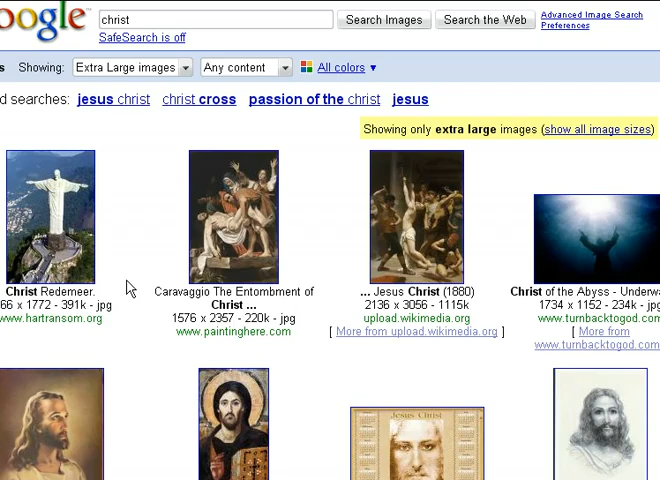 oogle™ christ Search Images Search the Web Advanced Image Search
Preferences
SafeSearch is off
s Showing: Extra Large images Any content All colors ▼
d searches: jesus christ christ cross passion of the christ jesus
Showing only extra large images (show all image sizes)
Christ Redemeer.
66 x 1772 - 391k - jpg
www.hartransom.org
Caravaggio The Entombment of
Christ ...
1576 x 2357 - 220k - jpg
www.paintinghere.com
... Jesus Christ (1880)
2136 x 3056 - 1115k
upload.wikimedia.org
[ More from upload.wikimedia.org ]
Christ of the Abyss - Underwa
1734 x 1152 - 234k - jpg
www.turnbacktogod.com
[ More from
www.turnbacktogod.com
Jesus Christ